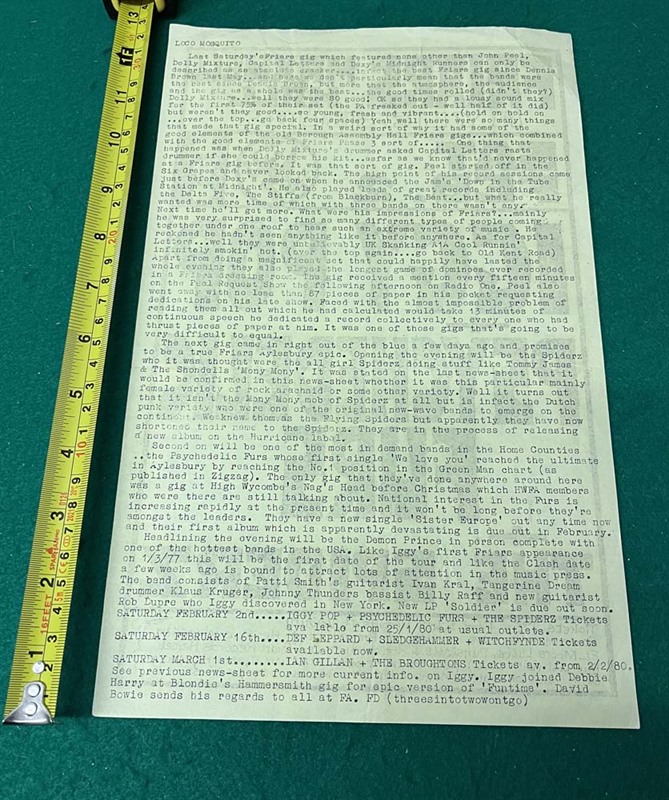 LOCO MOSQUITO
Last Saturday's Friars gig which featured none other than John Peel,
Dolly Mixture, Capital Letters and Dexy's Midnight Runners can only be
described as an absolute cracker....infact the best Friars gig since Dennis
Brown last May...and here we don't particularly mean that the bands were
the best since Dennis Brown, but more that the atmosphere, the audience
and the gig as a whole was the best....the good times rolled (didn't they?)
Dolly Mixture...well they were SO good. OK so they had a lousy sound mix
for the first 75% of their set (the PA freaked out - well half of it did)
but weren't they good....so young, fresh and vibrant....(hold on bold on
...over the top...go back four spaces) Yeah well there were so many things
that made that gig special. In a weird sort of way it had some of the
good elements of the old Borough Assembly Hall Friars gigs...which combined
with the good elements of Friars Phase 3 sort of..... One thing that
happened was when Dolly Mixture's drummer asked Capital Letters rasta
drummer if she could borrow his kit...asfar as we know that'd never happened
at a Friars gig before. It was that sort of gig. Peel started off in the
Six Grapes and never looked back. The high point of his record sessions came
just before Dexy's came on when he announced the Jam's 'Down in the Tube
Station at Midnight'. He also played loads of great records including
the Delta Five, The Stiffs (from Blackburn), The Beat...but what he really
wanted was more time of which with three bands on there wasn't any.
Next time he'll get more. What were his impressions of Friars?...mainly
he was very surprised to find so many different types of people coming
together under one roof to hear such an extreme variety of music. He
reckoned he hadn't seen anything like it before anywhere. As for Capital
Letters...well they were unbelievably UK Skanking A1A Cool Runnin'
infinitely smokin' hot. (over the top again....go back to Old Kent Road)
Apart from doing a magnificent set that could happily have lasted the
whole evening they also played the longest game of dominoes ever recorded
in a Friars dressing room. The gig received a mention every fifteen minutes
on the Peel Request Show the following afternoon on Radio One. Peel also
went away with no less than 67 pieces of paper in his pocket requesting
dedications on his late show. Faced with the almost impossible problem of
reading them all out which he had calculated would take 13 minutes of
continuous speech he dedicated a record collectively to every one who had
thrust pieces of paper at him. It was one of those gigs that's going to be
very difficult to equal.
The next gig came in right out of the blue a few days ago and promises
to be a true Friars Aylesbury epic. Opening the evening will be the Spiderz
who it was thought were the all girl Spiderz doing stuff like Tommy James
& The Shondells 'Mony Mony'. It was stated on the last news-sheet that it
would be confirmed in this news-sheet whether it was this particular mainly
female variety of rock arachaid or some other variety. Well it turns out
that it isn't the Mony Mony mob of Spiderz at all but is infact the Dutch
punk variety who were one of the original new-wave bands to emerge on the
continent. We knew them as the Flying Spiders but apparently they have now
shortened their name to the Spiderz. They are in the process of releasing
a new album on the Hurricane label.
Second on will be one of the most in demand bands in the Home Counties
..the Psychedelic Furs whose first single 'We love you' reached the ultimate
in Aylesbury by reaching the No.1 position in the Green Man chart (as
published in Zigzag). The only gig that they've done anywhere around here
was a gig at High Wycombe's Nag's Head before Christmas which HWFA members
who were there are still talking about. National interest in the Furs is
increasing rapidly at the present time and it won't be long before they're
amongst the leaders. They have a new single 'Sister Europe' out any time now
and their first album which is apparently devastating is due out in February.
Headlining the evening will be the Demon Prince in person complete with
one of the hottest bands in the USA. Like Iggy's first Friars appearance
on 1/3/77 this will be the first date of the tour and like the Clash date
a few weeks ago is bound to attract lots of attention in the music press.
The band consists of Patti Smith's guitarist Ivan Kral, Tangerine Dream
drummer Klaus Kruger, Johnny Thunders bassist Billy Raff and new guitarist
Rob Dupre who Iggy discovered in New York. New LP 'Soldier' is due out soon.
SATURDAY FEBRUARY 2nd.....IGGY POP + PSYCHEDELIC FURS + THE SPIDERZ Tickets
available from 25/1/80 at usual outlets.
SATURDAY FEBRUARY 16th....DEF LEPPARD + SLEDGEHAMMER + WITCHFYNDE Tickets
available now.
SATURDAY MARCH 1st........IAN GILLAN + THE BROUGHTONS Tickets av. from 2/2/80.
See previous news-sheet for more current info. on Iggy. Iggy joined Debbie
Harry at Blondie's Hammersmith gig for epic version of 'Funtime'. David
Bowie sends his regards to all at FA. FD (threesintotwowontgo)